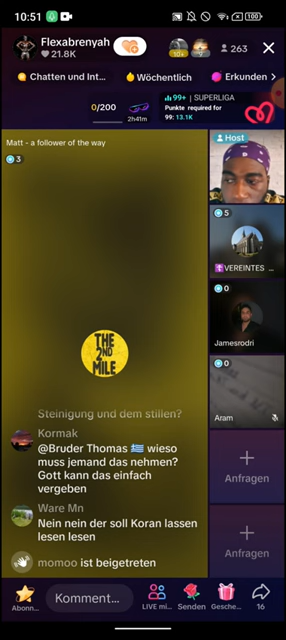 10:51
100
Flexabrenyah
21.8K
10+
263
Chatten und Int...
Wöchentlich
Erkunden
0/200
2h41m
99+ | SUPERLIGA
Punkte required for
99: 13.1K
Matt - a follower of the way
3
Host
5
VEREINTES ...
0
Jamesrodri
0
Aram
THE
2ND
MILE
Steinigung und dem stillen?
Kormak
@Bruder Thomas 🇬🇷 wieso
muss jemand das nehmen?
Gott kann das einfach
vergeben
Ware Mn
Nein nein der soll Koran lassen
lesen lesen
momoo ist beigetreten
Anfragen
Anfragen
Abonn...
Komment...
LIVE mi...
Senden
Gesche...
16